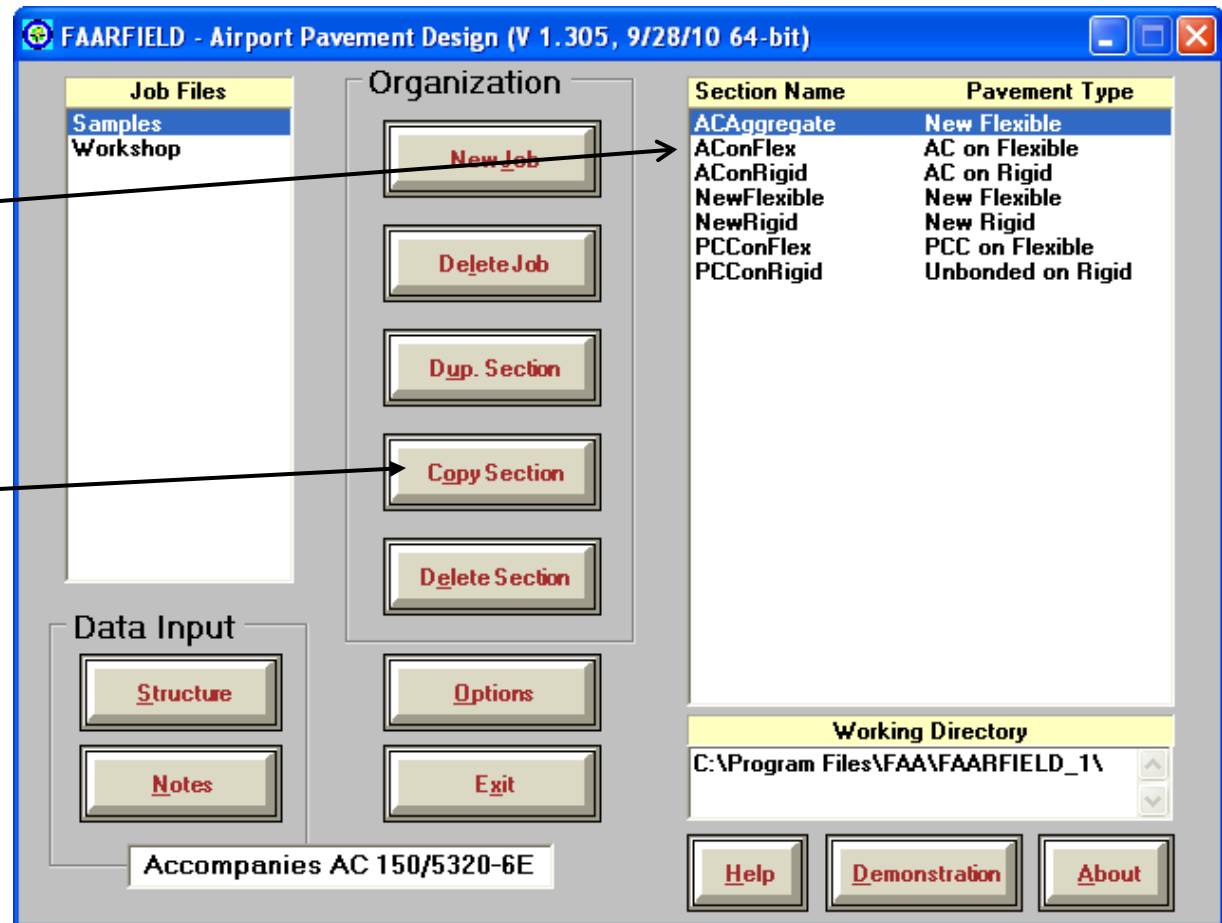 FAARFIELD - Airport Pavement Design (V 1.305, 9/28/10 64-bit)
Job Files
Samples
Workshop
Organization
New Job
Delete Job
Dup. Section
Copy Section
Delete Section
Section Name Pavement Type
ACAggregate New Flexible
AConFlex AC on Flexible
AConRigid AC on Rigid
NewFlexible New Flexible
NewRigid New Rigid
PCConFlex PCC on Flexible
PCConRigid Unbonded on Rigid
Data Input
Structure
Notes
Options
Exit
Working Directory
C:\Program Files\FAA\FAARFIELD_1\
Accompanies AC 150/5320-6E
Help
Demonstration
About